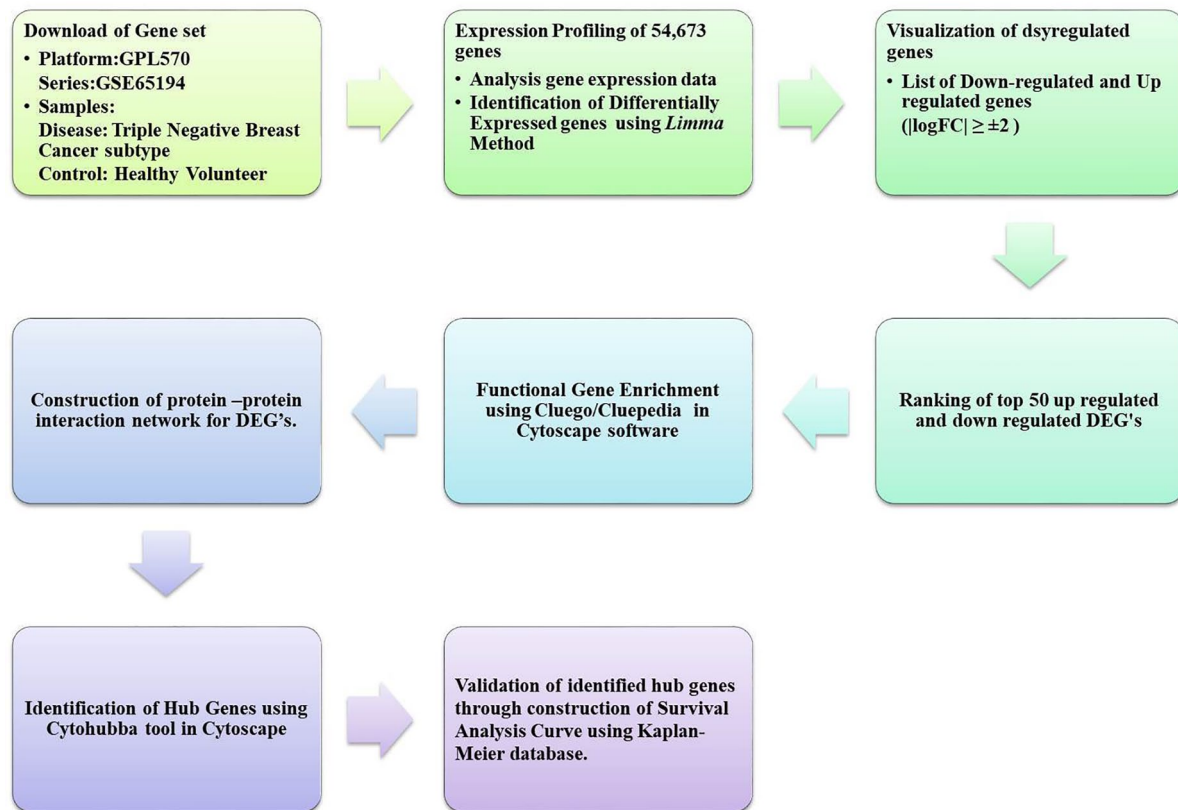 Download of Gene set
• Platform:GPL570
Series:GSE65194
• Samples:
Disease: Triple Negative Breast
Cancer subtype
Control: Healthy Volunteer
Expression Profiling of 54,673
genes
• Analysis gene expression data
• Identification of Differentially
Expressed genes using Limma
Method
Visualization of dsyregulated
genes
• List of Down-regulated and Up
regulated genes
(|logFC| ≥ ±2 )
Ranking of top 50 up regulated
and down regulated DEG's
Functional Gene Enrichment
using Cluego/Cluepedia in
Cytoscape software
Construction of protein –protein
interaction network for DEG’s.
Identification of Hub Genes using
Cytohubba tool in Cytoscape
Validation of identified hub genes
through construction of Survival
Analysis Curve using Kaplan-
Meier database.